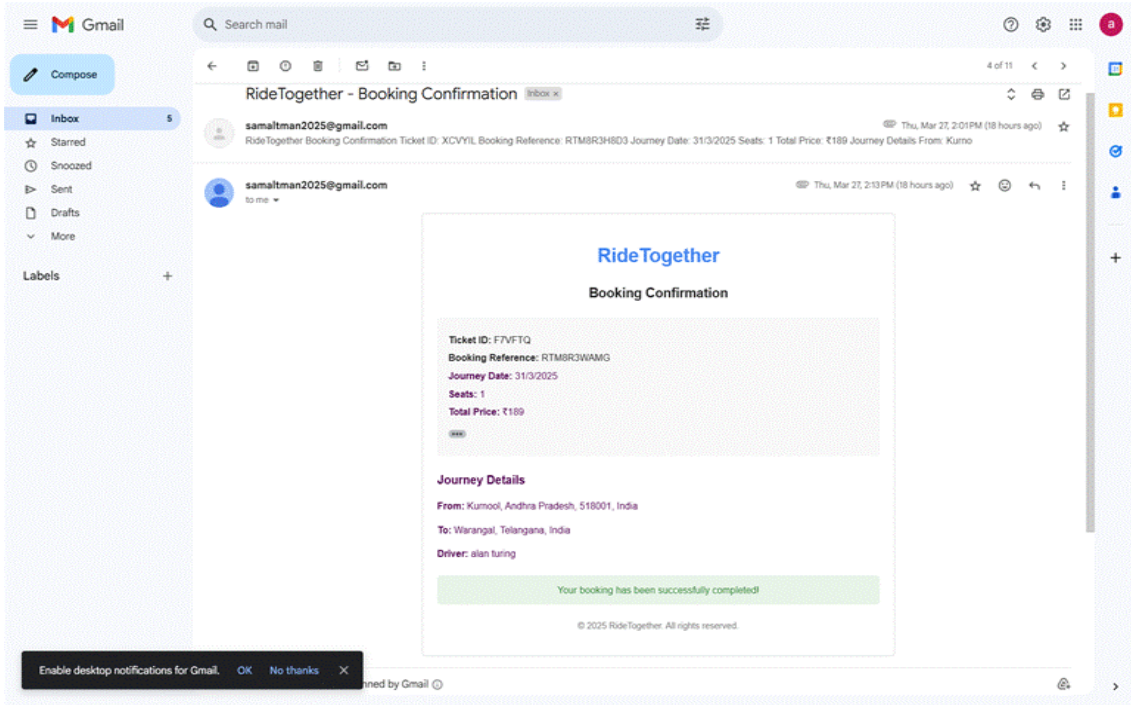 Gmail
Search mail
a
Compose
4 of 11
Inbox 5
Starred
Snoozed
Sent
Drafts
More
Labels
RideTogether - Booking Confirmation Inbox x
samaltman2025@gmail.com Thu, Mar 27, 2:01 PM (18 hours ago)
RideTogether Booking Confirmation Ticket ID: XCVYIL Booking Reference: RTM8R3H8D3 Journey Date: 31/3/2025 Seats: 1 Total Price: ₹189 Journey Details From: Kurno
samaltman2025@gmail.com Thu, Mar 27, 2:13 PM (18 hours ago)
to me
RideTogether
Booking Confirmation
Ticket ID: F7VFTQ
Booking Reference: RTM8R3WAMG
Journey Date: 31/3/2025
Seats: 1
Total Price: ₹189
Journey Details
From: Kurnool, Andhra Pradesh, 518001, India
To: Warangal, Telangana, India
Driver: alan turing
Your booking has been successfully completed!
© 2025 RideTogether. All rights reserved.
Enable desktop notifications for Gmail. OK No thanks
nned by Gmail